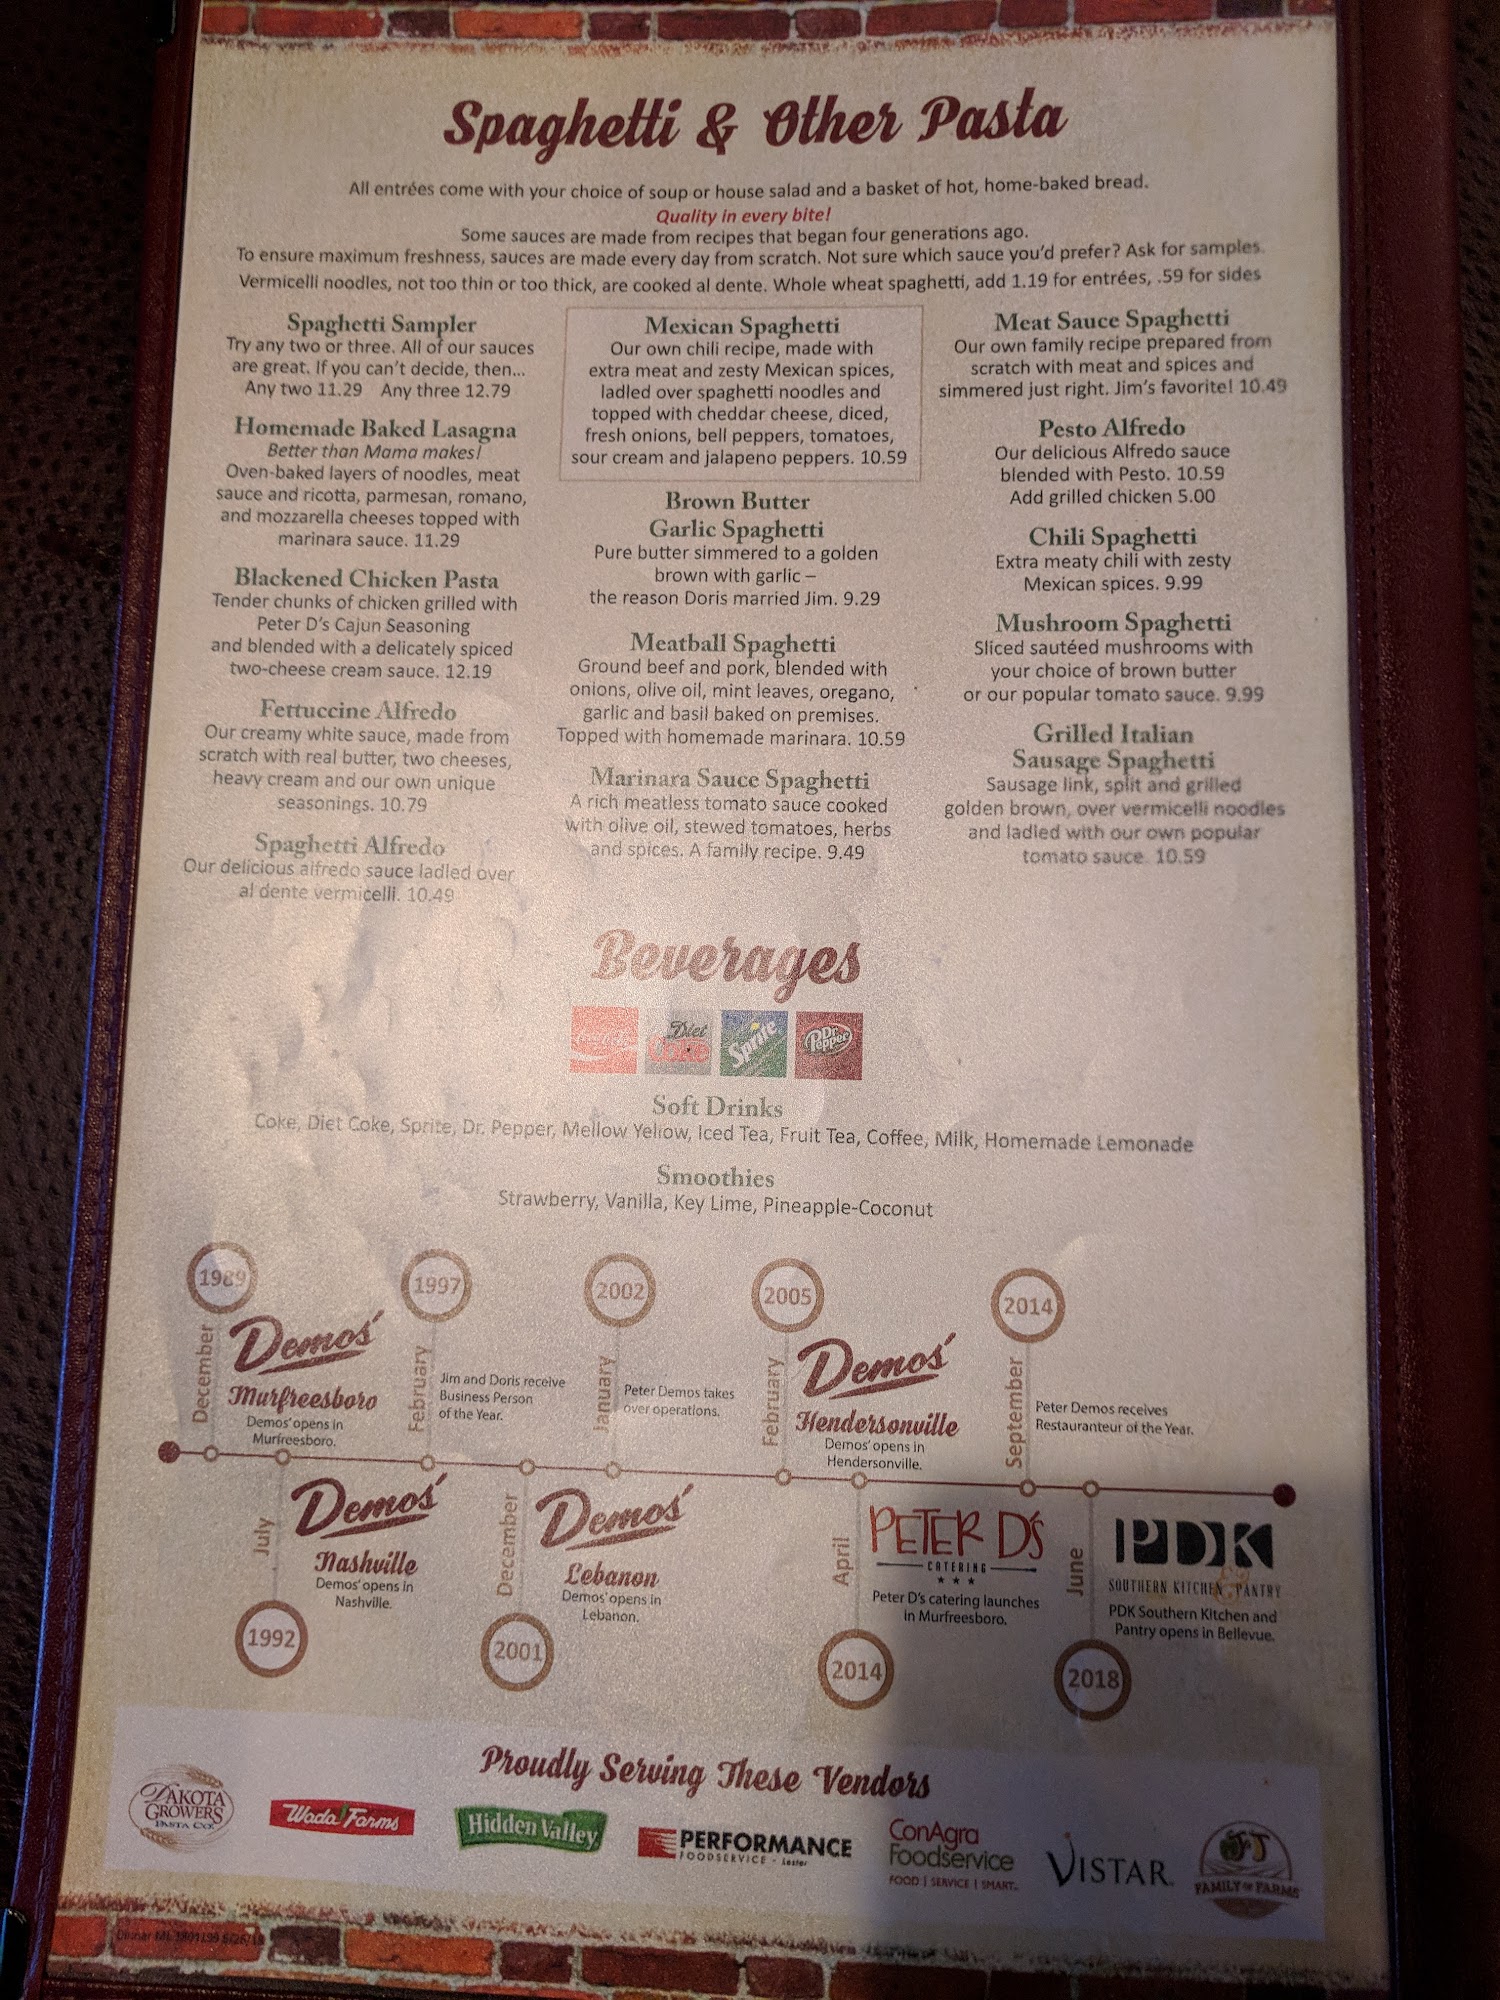 Spaghetti & Other Pasta
All entrées come with your choice of soup or house salad and a basket of hot, home-baked bread.
Quality in every bite!
Some sauces are made from recipes that began four generations ago.
To ensure maximum freshness, sauces are made every day from scratch. Not sure which sauce you'd prefer? Ask for samples.
Vermicelli noodles, not too thin or too thick, are cooked al dente. Whole wheat spaghetti, add 1.19 for entrées, .59 for sides
Spaghetti Sampler
Try any two or three. All of our sauces
are great. If you can't decide, then...
Any two 11.29 Any three 12.79
Homemade Baked Lasagna
Better than Mama makes!
Oven-baked layers of noodles, meat
sauce and ricotta, parmesan, romano,
and mozzarella cheeses topped with
marinara sauce. 11.29
Blackened Chicken Pasta
Tender chunks of chicken grilled with
Peter D's Cajun Seasoning
and blended with a delicately spiced
two-cheese cream sauce. 12.19
Fettuccine Alfredo
Our creamy white sauce, made from
scratch with real butter, two cheeses,
heavy cream and our own unique
seasonings. 10.79
Spaghetti Alfredo
Our delicious alfredo sauce ladled over
al dente vermicelli. 10.49
Mexican Spaghetti
Our own chili recipe, made with
extra meat and zesty Mexican spices,
ladled over spaghetti noodles and
topped with cheddar cheese, diced,
fresh onions, bell peppers, tomatoes,
sour cream and jalapeno peppers. 10.59
Brown Butter
Garlic Spaghetti
Pure butter simmered to a golden
brown with garlic –
the reason Doris married Jim. 9.29
Meatball Spaghetti
Ground beef and pork, blended with
onions, olive oil, mint leaves, oregano,
garlic and basil baked on premises.
Topped with homemade marinara. 10.59
Marinara Sauce Spaghetti
A rich meatless tomato sauce cooked
with olive oil, stewed tomatoes, herbs
and spices. A family recipe. 9.49
Meat Sauce Spaghetti
Our own family recipe prepared from
scratch with meat and spices and
simmered just right. Jim's favorite! 10.49
Pesto Alfredo
Our delicious Alfredo sauce
blended with Pesto. 10.59
Add grilled chicken 5.00
Chili Spaghetti
Extra meaty chili with zesty
Mexican spices. 9.99
Mushroom Spaghetti
Sliced sautéed mushrooms with
your choice of brown butter
or our popular tomato sauce. 9.99
Grilled Italian
Sausage Spaghetti
Sausage link, split and grilled
golden brown, over vermicelli noodles
and ladled with our own popular
tomato sauce. 10.59
Beverages
Coca-Cola
Diet Coke
Sprite
Dr Pepper
Soft Drinks
Coke, Diet Coke, Sprite, Dr. Pepper, Mellow Yellow, Iced Tea, Fruit Tea, Coffee, Milk, Homemade Lemonade
Smoothies
Strawberry, Vanilla, Key Lime, Pineapple-Coconut
1989
December
Demos'
Murfreesboro
Demos' opens in
Murfreesboro.
1997
February
Jim and Doris receive
Business Person
of the Year.
2002
January
Peter Demos takes
over operations.
2005
February
Demos'
Hendersonville
Demos' opens in
Hendersonville.
2014
September
Peter Demos receives
Restauranteur of the Year.
July
Demos'
Nashville
Demos' opens in
Nashville.
1992
December
Demos'
Lebanon
Demos' opens in
Lebanon.
2001
April
PETER D'S
CATERING
Peter D's catering launches
in Murfreesboro.
2014
June
PDK
SOUTHERN KITCHEN & PANTRY
PDK Southern Kitchen and
Pantry opens in Bellevue.
2018
Proudly Serving These Vendors
DAKOTA
GROWERS
PASTA CO.
Wada Farms
Hidden Valley
PERFORMANCE
FOODSERVICE - Lester
ConAgra
Foodservice
FOOD | SERVICE | SMART.
VISTAR
FAMILY OF FARMS